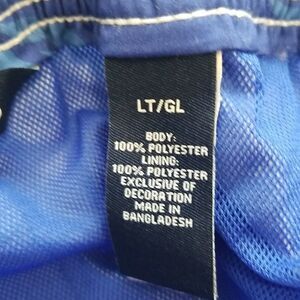 LT/GL
BODY:
100% POLYESTER
LINING:
100% POLYESTER
EXCLUSIVE OF
DECORATION
MADE IN
BANGLADESH